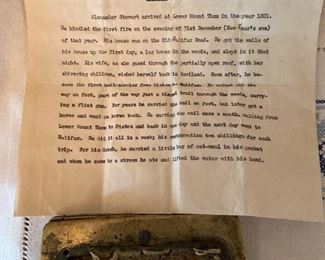 Alexander Stewart arrived at Lower Mount Thom in the year 1801.
He kindled the first fire on the evening of 31st December (New Year's eve)
of that year. His house was on the Old Halifax Road. He got the walls of
his house up the first day, a log house in the woods, and slept in it that
night. His wife, as she gazed through the partially open roof, with her
shivering children, wished herself back in Scotland. Soon after, he be-
came the first mail-carrier from Pictou to Halifax. He walked out the
way on foot, part of the way just a blazed trail through the woods, carry-
ing a flint gun. For years he carried the mail on foot, but later got a
horse and went on horse back. He carried the mail once a month, walking from
Lower Mount Thom to Pictou and back in one day and the next day went to
Halifax. He did it all in a week; his remuneration ten shillings for each
trip. For his lunch, he carried a little bag of oat-meal in his pocket
and when he came to a stream he ate and lifted the water with his hand.